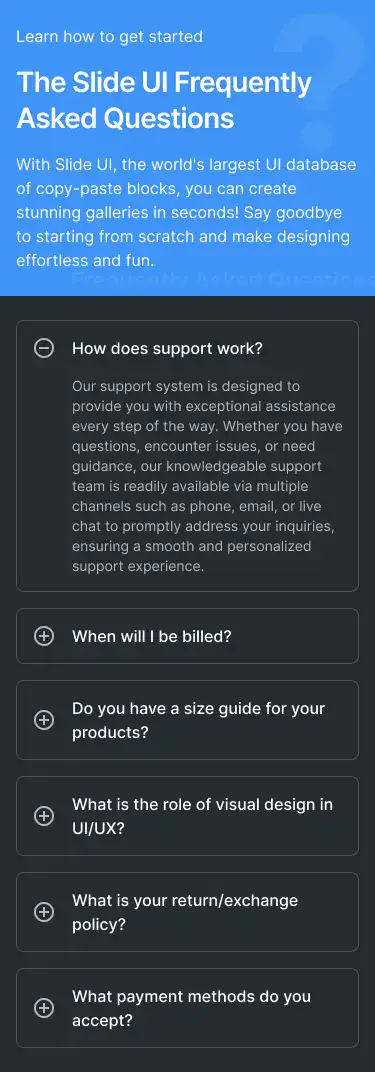 Learn how to get started
The Slide UI Frequently
Asked Questions
With Slide UI, the world's largest UI database
of copy-paste blocks, you can create
stunning galleries in seconds! Say goodbye
to starting from scratch and make designing
effortless and fun.
Frequently Asked Questions
How does support work?
Our support system is designed to
provide you with exceptional assistance
every step of the way. Whether you have
questions, encounter issues, or need
guidance, our knowledgeable support
team is readily available via multiple
channels such as phone, email, or live
chat to promptly address your inquiries,
ensuring a smooth and personalized
support experience.
When will I be billed?
Do you have a size guide for your
products?
What is the role of visual design in
UI/UX?
What is your return/exchange
policy?
What payment methods do you
accept?